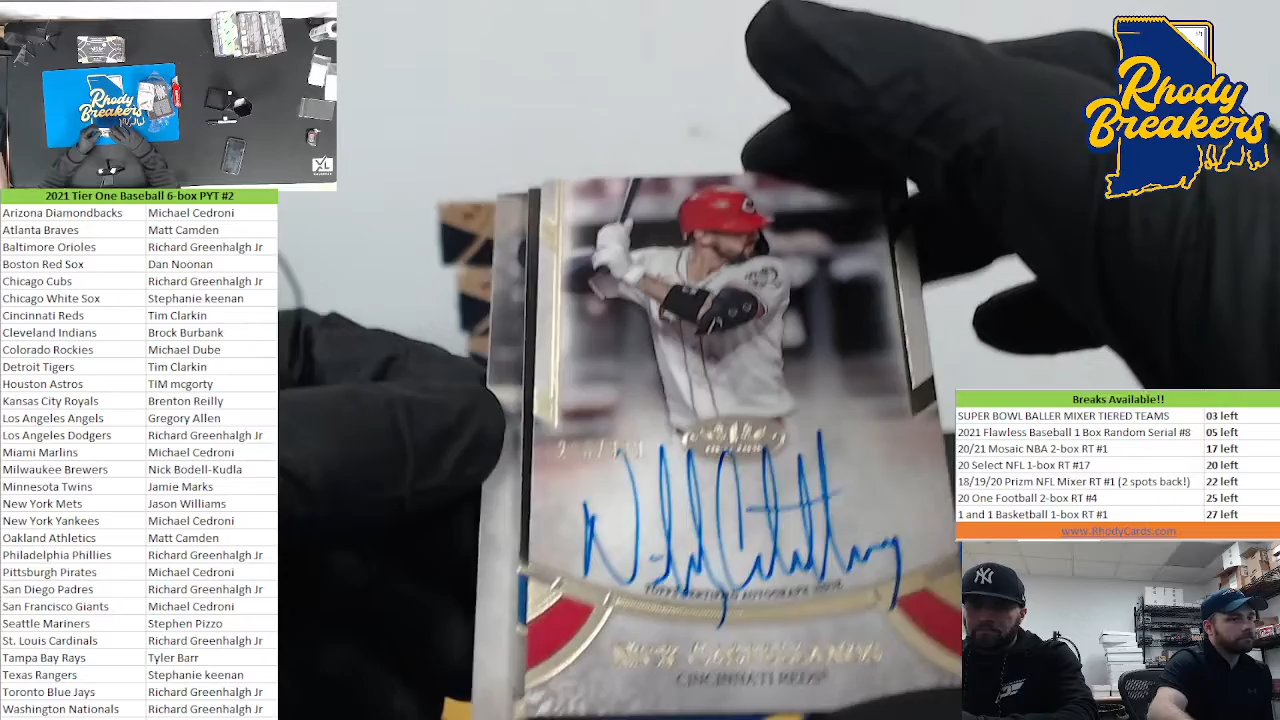 Rhody
Breakers
XL
2021 Tier One Baseball 6-box PYT #2
Arizona Diamondbacks Michael Cedroni
Atlanta Braves Matt Camden
Baltimore Orioles Richard Greenhalgh Jr
Boston Red Sox Dan Noonan
Chicago Cubs Richard Greenhalgh Jr
Chicago White Sox Stephanie keenan
Cincinnati Reds Tim Clarkin
Cleveland Indians Brock Burbank
Colorado Rockies Michael Dube
Detroit Tigers Tim Clarkin
Houston Astros TIM mcgorty
Kansas City Royals Brenton Reilly
Los Angeles Angels Gregory Allen
Los Angeles Dodgers Richard Greenhalgh Jr
Miami Marlins Michael Cedroni
Milwaukee Brewers Nick Bodell-Kudla
Minnesota Twins Jamie Marks
New York Mets Jason Williams
New York Yankees Michael Cedroni
Oakland Athletics Matt Camden
Philadelphia Phillies Richard Greenhalgh Jr
Pittsburgh Pirates Michael Cedroni
San Diego Padres Richard Greenhalgh Jr
San Francisco Giants Michael Cedroni
Seattle Mariners Stephen Pizzo
St. Louis Cardinals Richard Greenhalgh Jr
Tampa Bay Rays Tyler Barr
Texas Rangers Stephanie keenan
Toronto Blue Jays Richard Greenhalgh Jr
Washington Nationals Richard Greenhalgh Jr
TOPPS CERTIFIED AUTOGRAPH ISSUE
NICK CASTELLANOS
CINCINNATI REDS®
Rhody
Breakers
Breaks Available!!
SUPER BOWL BALLER MIXER TIERED TEAMS 03 left
2021 Flawless Baseball 1 Box Random Serial #8 05 left
20/21 Mosaic NBA 2-box RT #1 17 left
20 Select NFL 1-box RT #17 20 left
18/19/20 Prizm NFL Mixer RT #1 (2 spots back!) 22 left
20 One Football 2-box RT #4 25 left
1 and 1 Basketball 1-box RT #1 27 left
www.RhodyCards.com